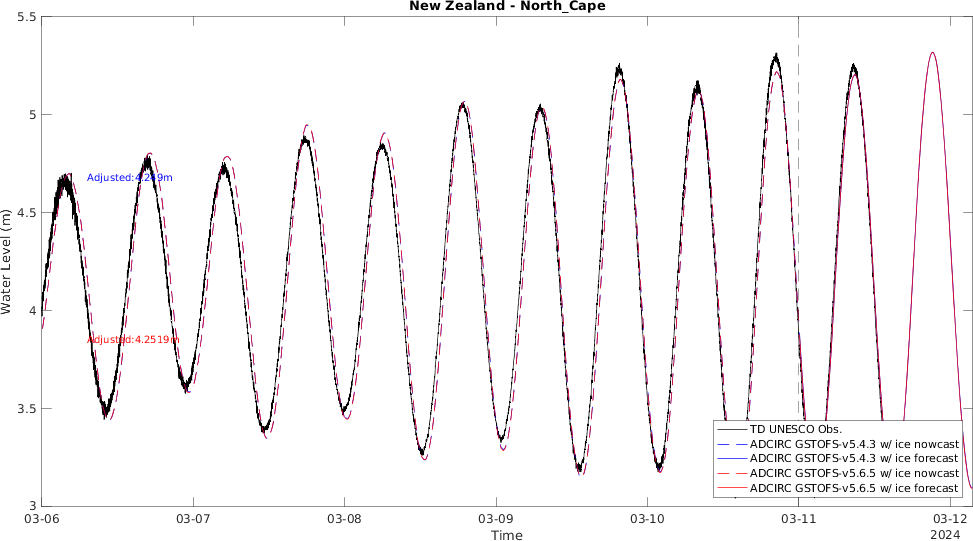 New Zealand - North_Cape
5.5
5
4.5
4
3.5
3
Water Level (m)
Adjusted:4.2519m
TD UNESCO Obs.
ADCIRC GSTOFS-v5.4.3 w/ ice nowcast
ADCIRC GSTOFS-v5.4.3 w/ ice forecast
ADCIRC GSTOFS-v5.6.5 w/ ice nowcast
ADCIRC GSTOFS-v5.6.5 w/ ice forecast
03-06 03-07 03-08 03-09 03-10 03-11 03-12
Time
2024